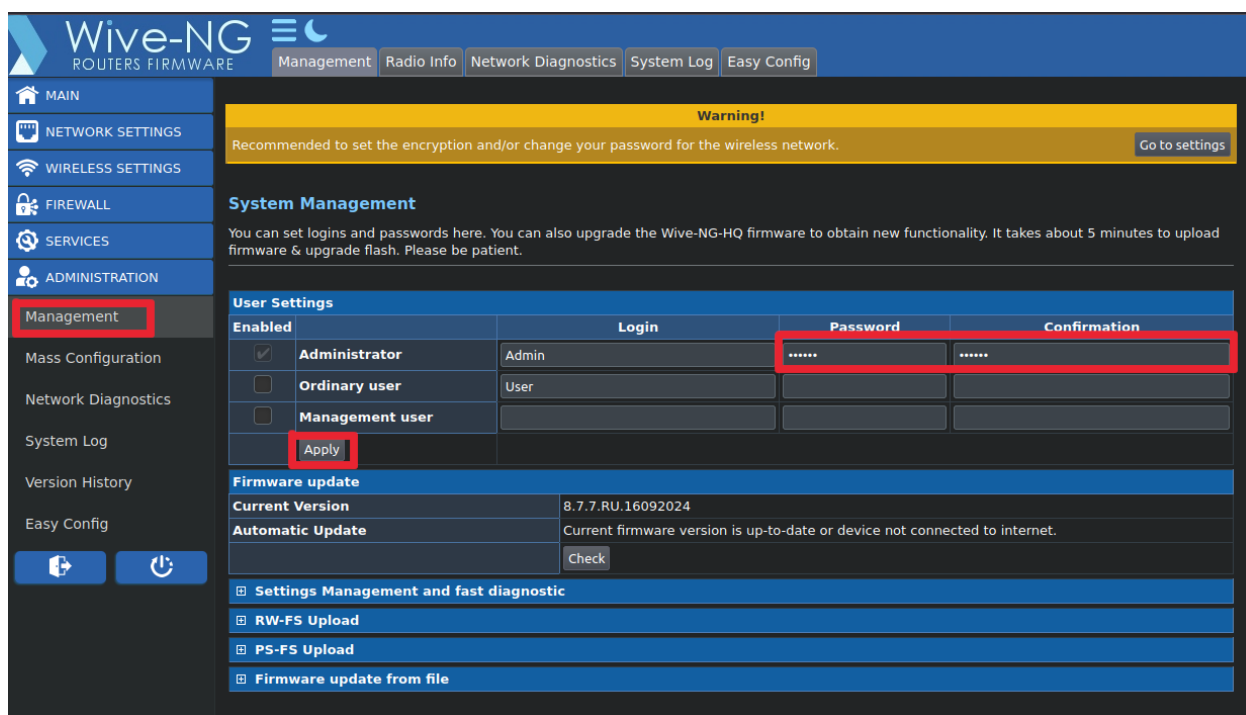 Wive-NG
ROUTERS FIRMWARE
Management Radio Info Network Diagnostics System Log Easy Config
MAIN
NETWORK SETTINGS
WIRELESS SETTINGS
FIREWALL
SERVICES
ADMINISTRATION
Management
Mass Configuration
Network Diagnostics
System Log
Version History
Easy Config
Warning!
Recommended to set the encryption and/or change your password for the wireless network. Go to settings
System Management
You can set logins and passwords here. You can also upgrade the Wive-NG-HQ firmware to obtain new functionality. It takes about 5 minutes to upload
firmware & upgrade flash. Please be patient.
User Settings
Enabled Login Password Confirmation
Administrator Admin •••••• ••••••
Ordinary user User
Management user
Apply
Firmware update
Current Version 8.7.7.RU.16092024
Automatic Update Current firmware version is up-to-date or device not connected to internet.
Check
Settings Management and fast diagnostic
RW-FS Upload
PS-FS Upload
Firmware update from file